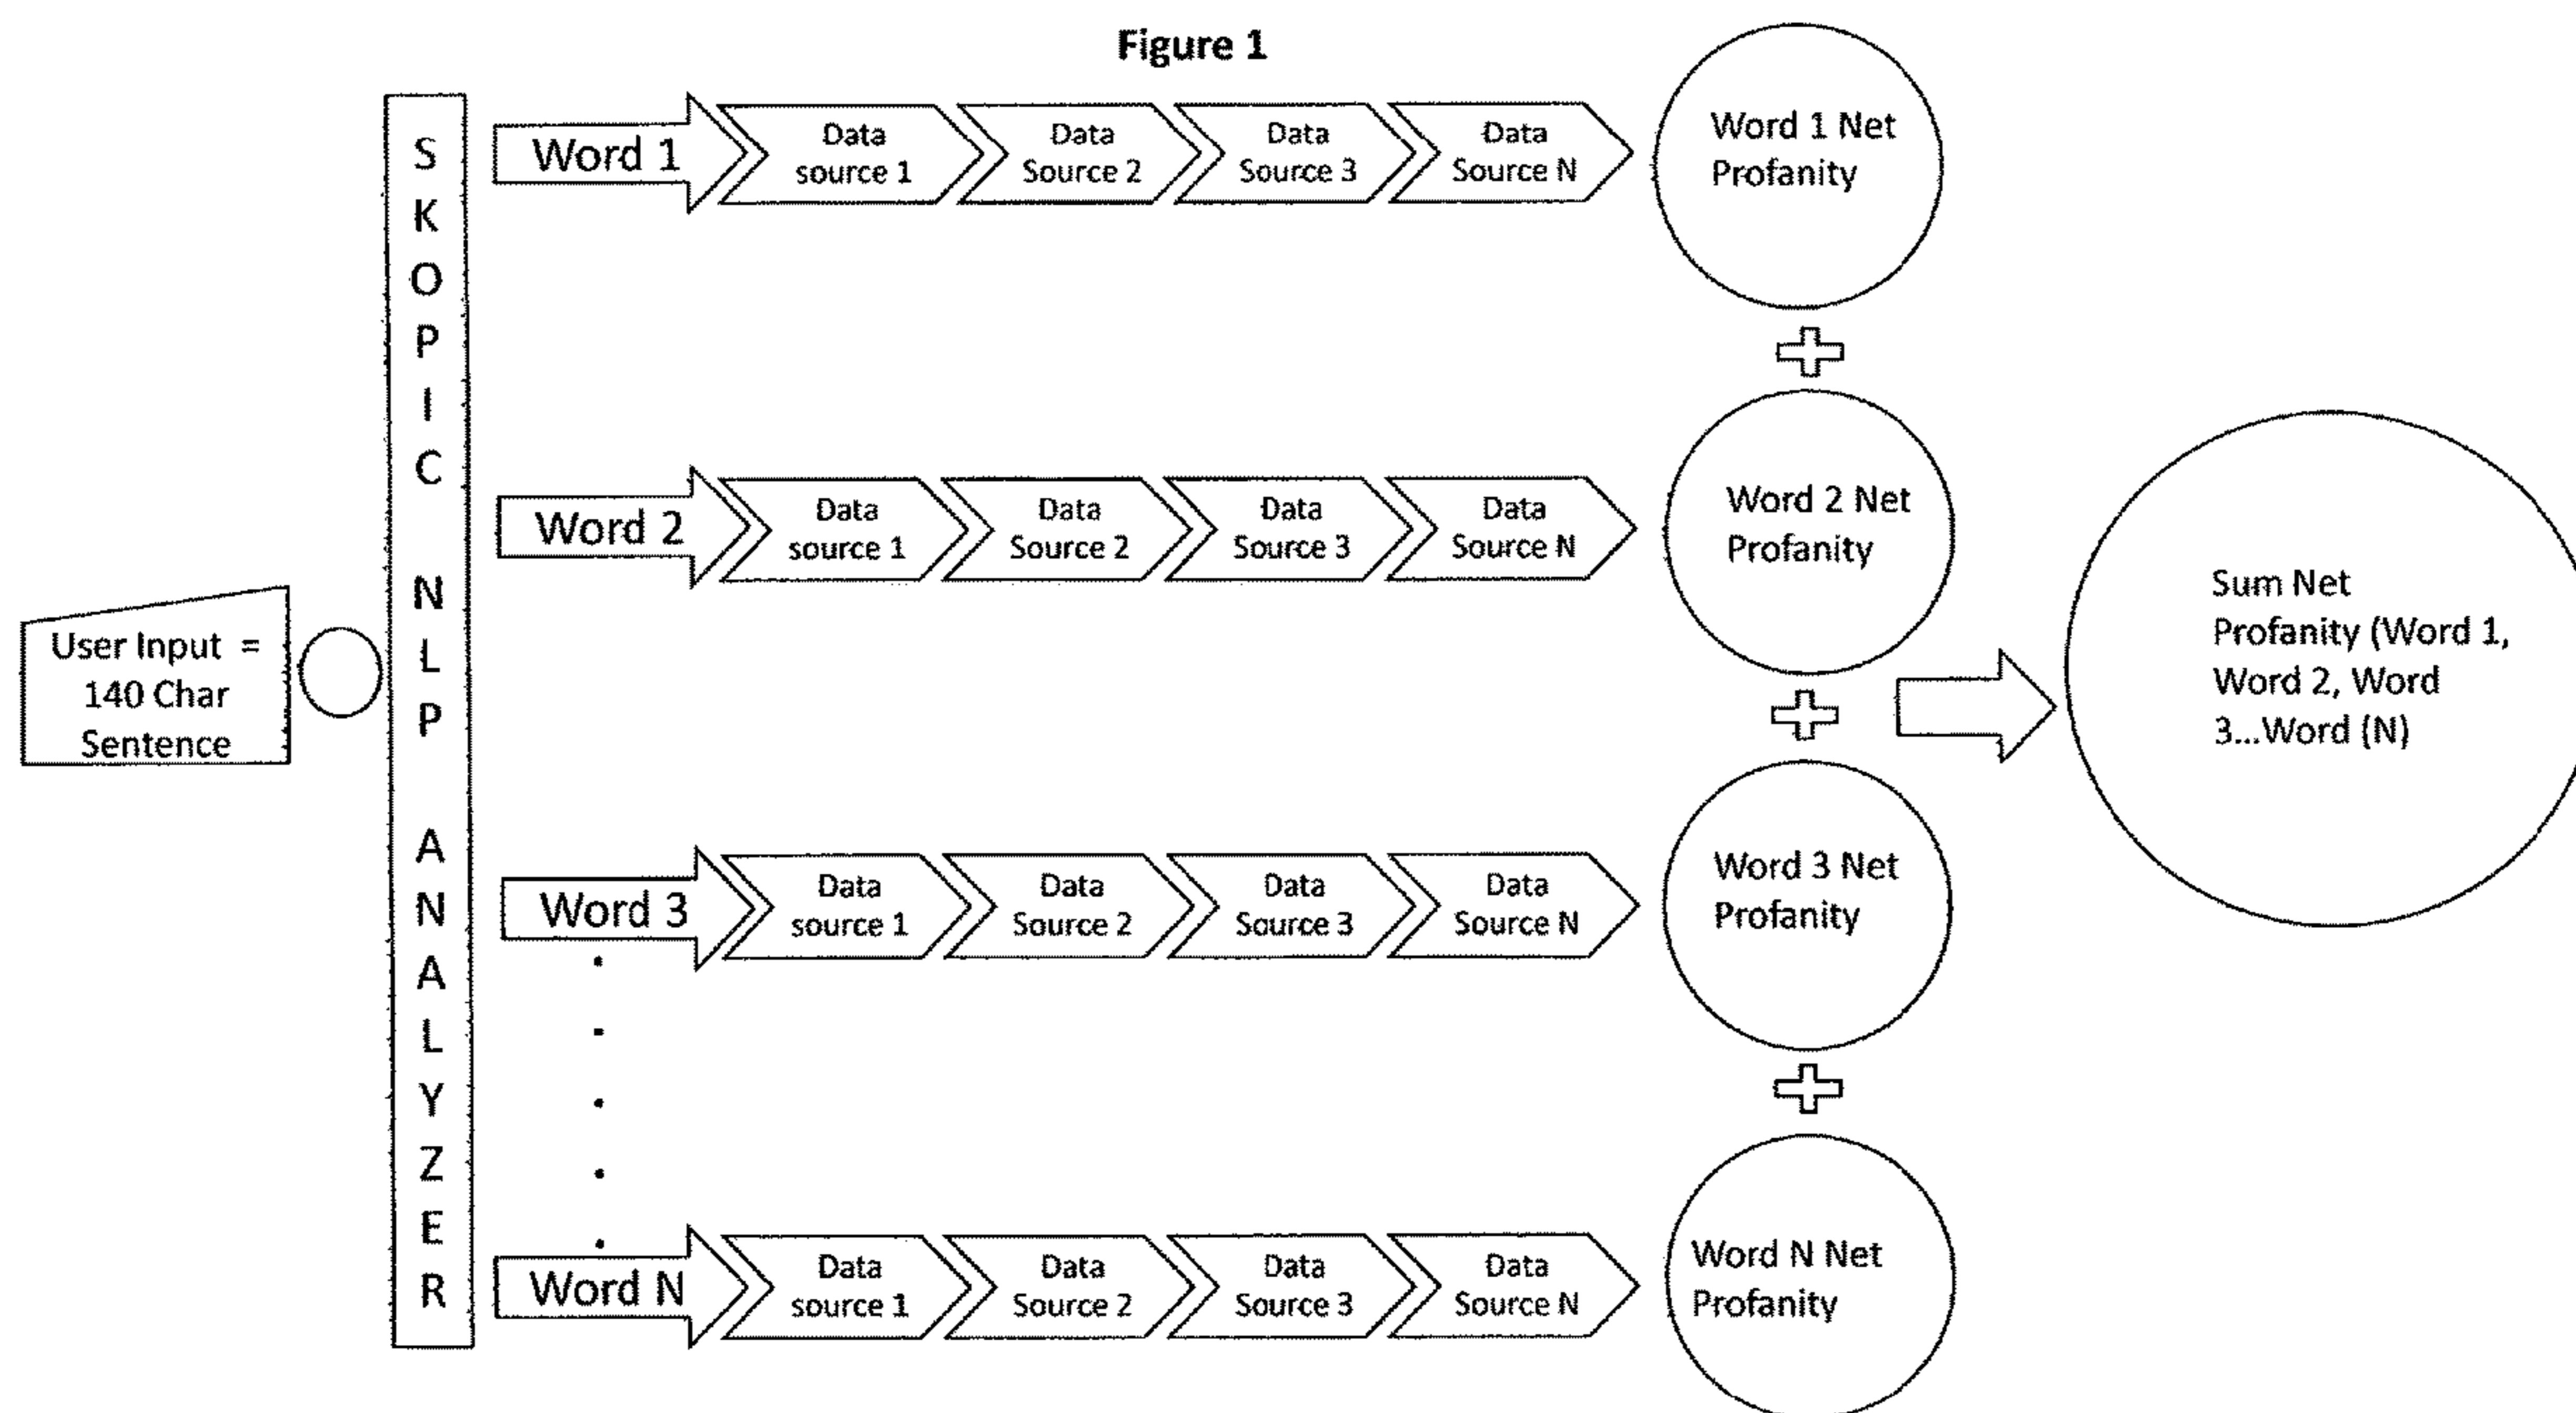 Figure 1
User Input =
140 Char
Sentence
SKOPIC NLP ANALYZER
Word 1
Data
source 1
Data
Source 2
Data
Source 3
Data
Source N
Word 1 Net
Profanity
Word 2
Data
source 1
Data
Source 2
Data
Source 3
Data
Source N
Word 2 Net
Profanity
Word 3
Data
source 1
Data
Source 2
Data
Source 3
Data
Source N
Word 3 Net
Profanity
Word N
Data
source 1
Data
Source 2
Data
Source 3
Data
Source N
Word N Net
Profanity
Sum Net
Profanity (Word 1,
Word 2, Word
3...Word (N)